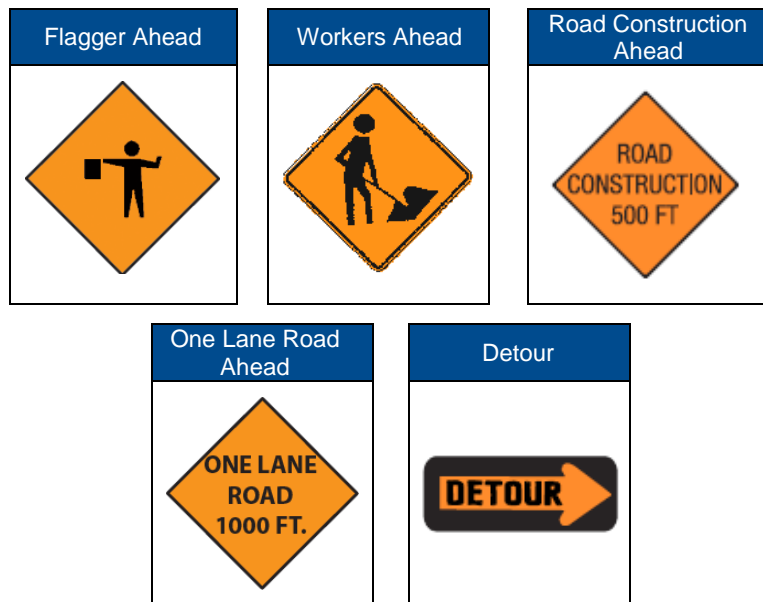 Flagger Ahead
Workers Ahead
Road Construction
Ahead
ROAD
CONSTRUCTION
500 FT
One Lane Road
Ahead
ONE LANE
ROAD
1000 FT.
Detour
DETOUR